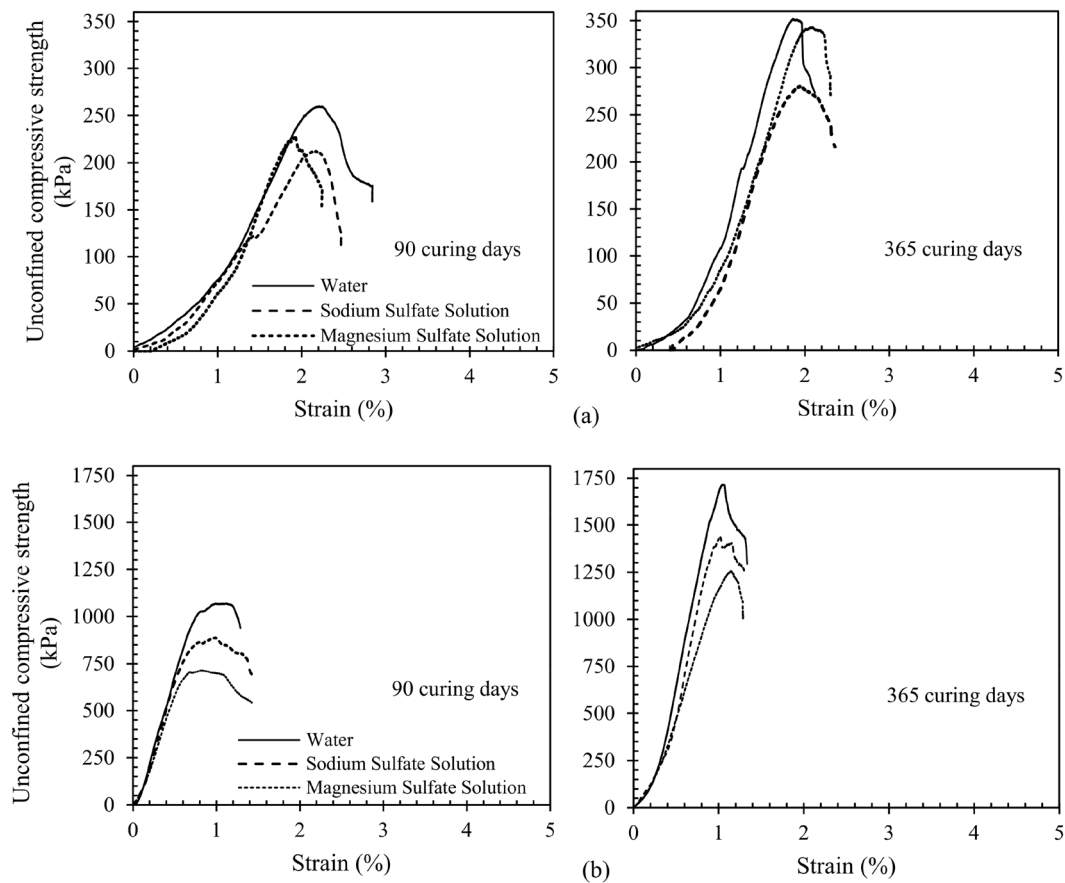 Unconfined compressive strength
(kPa)
350
300
250
200
150
100
50
0
0
1
2
3
4
5
Strain (%)
90 curing days
Water
Sodium Sulfate Solution
Magnesium Sulfate Solution
350
300
250
200
150
100
50
0
0
1
2
3
4
5
Strain (%)
365 curing days
(a)
Unconfined compressive strength
(kPa)
1750
1500
1250
1000
750
500
250
0
0
1
2
3
4
5
Strain (%)
90 curing days
Water
Sodium Sulfate Solution
Magnesium Sulfate Solution
1750
1500
1250
1000
750
500
250
0
0
1
2
3
4
5
Strain (%)
365 curing days
(b)